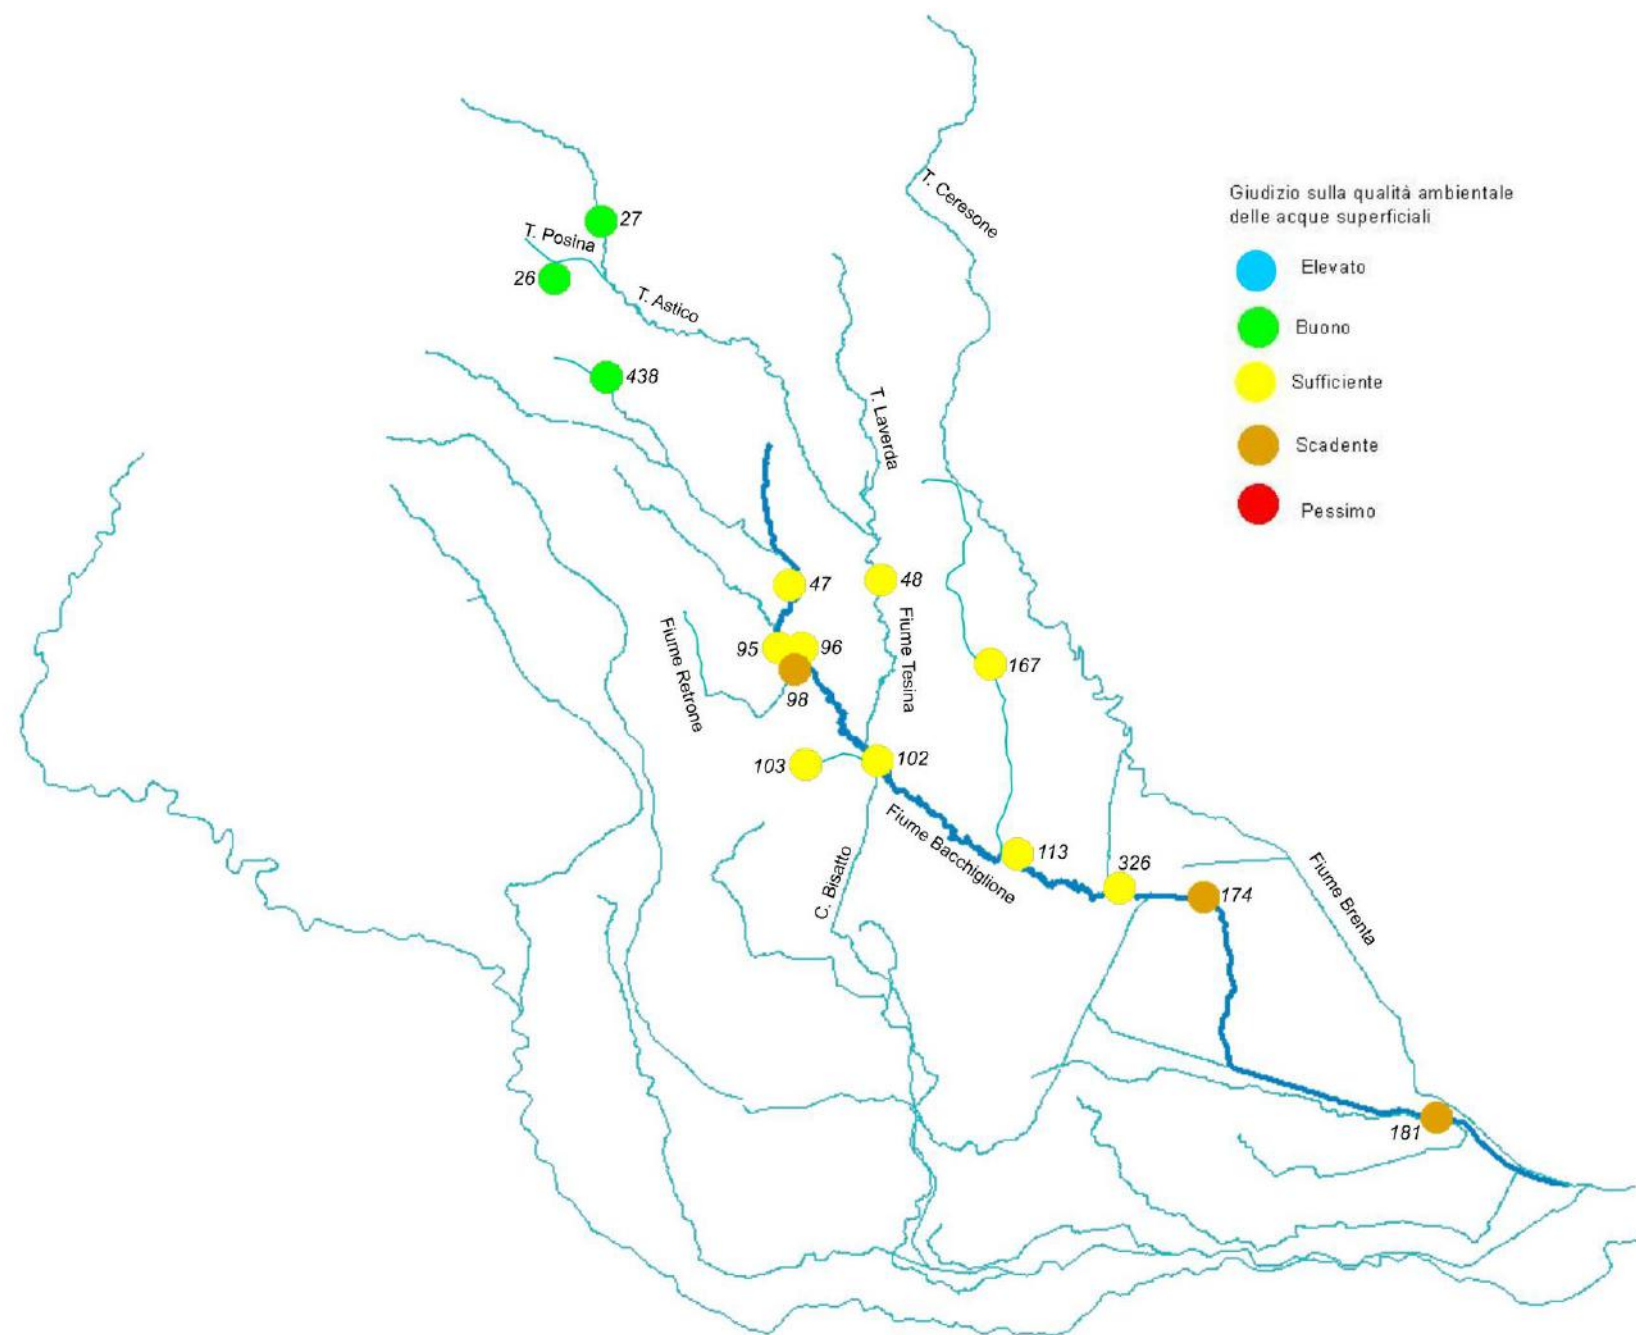 Giudizio sulla qualità ambientale
delle acque superficiali
Elevato
Buono
Sufficiente
Scadente
Pessimo
T. Ceresone
27
T. Posina
26
T. Astico
438
T. Laverda
47
48
Fiume Retrone
95
96
Fiume Tesina
167
98
103
102
Fiume Bacchiglione
C. Bisatto
113
326
174
Fiume Brenta
181